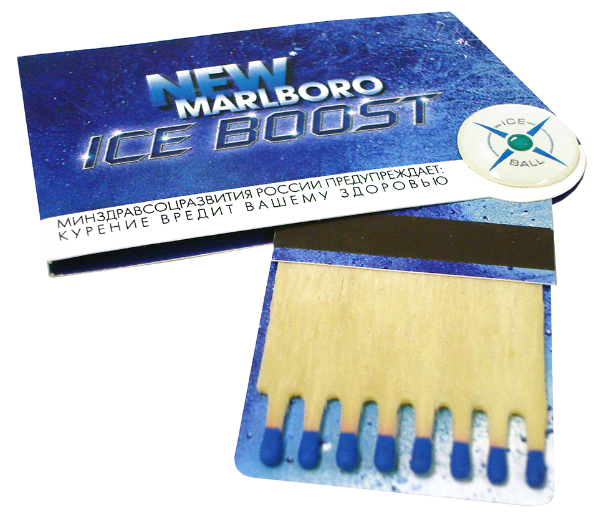 NEW
MARLBORO
ICE BOOST
ICE
BALL
МИНЗДРАВСОЦРАЗВИТИЯ РОССИИ ПРЕДУПРЕЖДАЕТ:
КУРЕНИЕ ВРЕДИТ ВАШЕМУ ЗДОРОВЬЮ